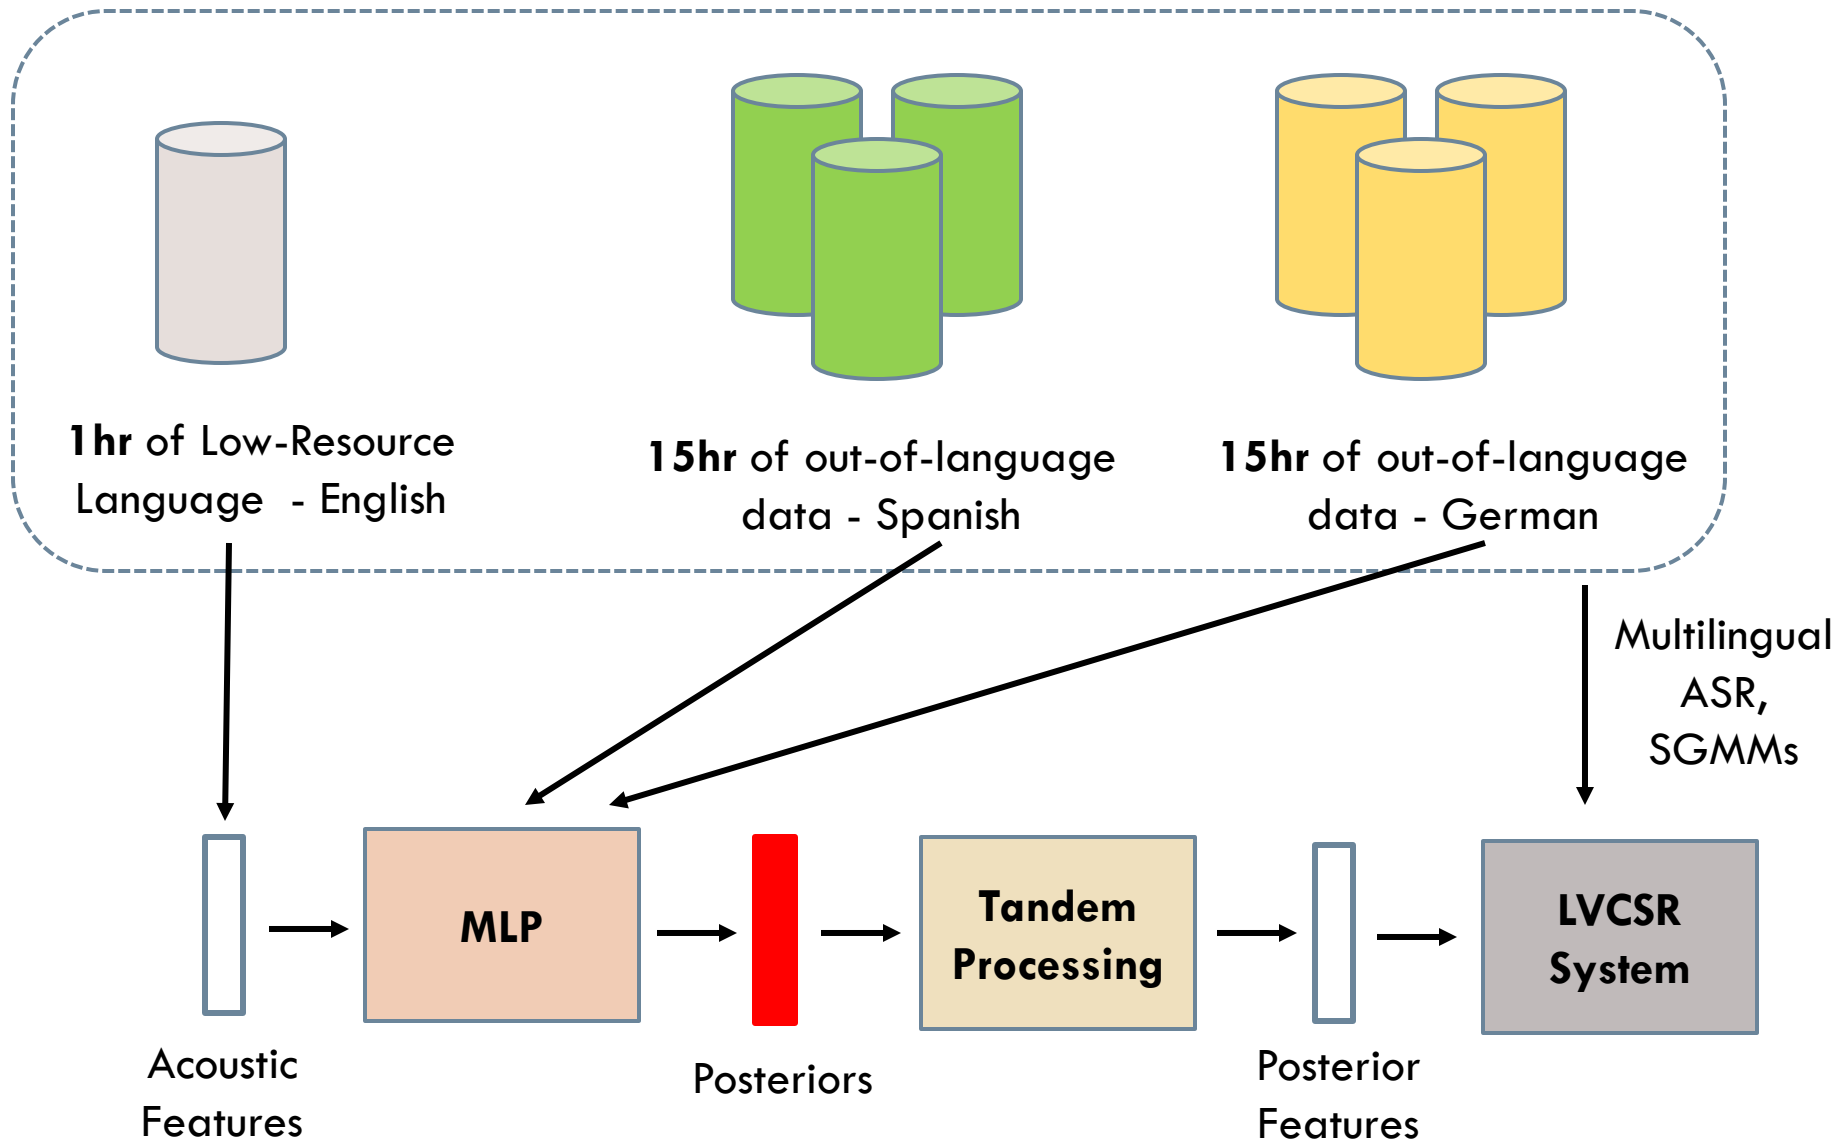 1hr of Low-Resource
Language - English
15hr of out-of-language
data - Spanish
15hr of out-of-language
data - German
Multilingual
ASR,
SGMMs
MLP
Tandem
Processing
LVCSR
System
Acoustic
Features
Posteriors
Posterior
Features